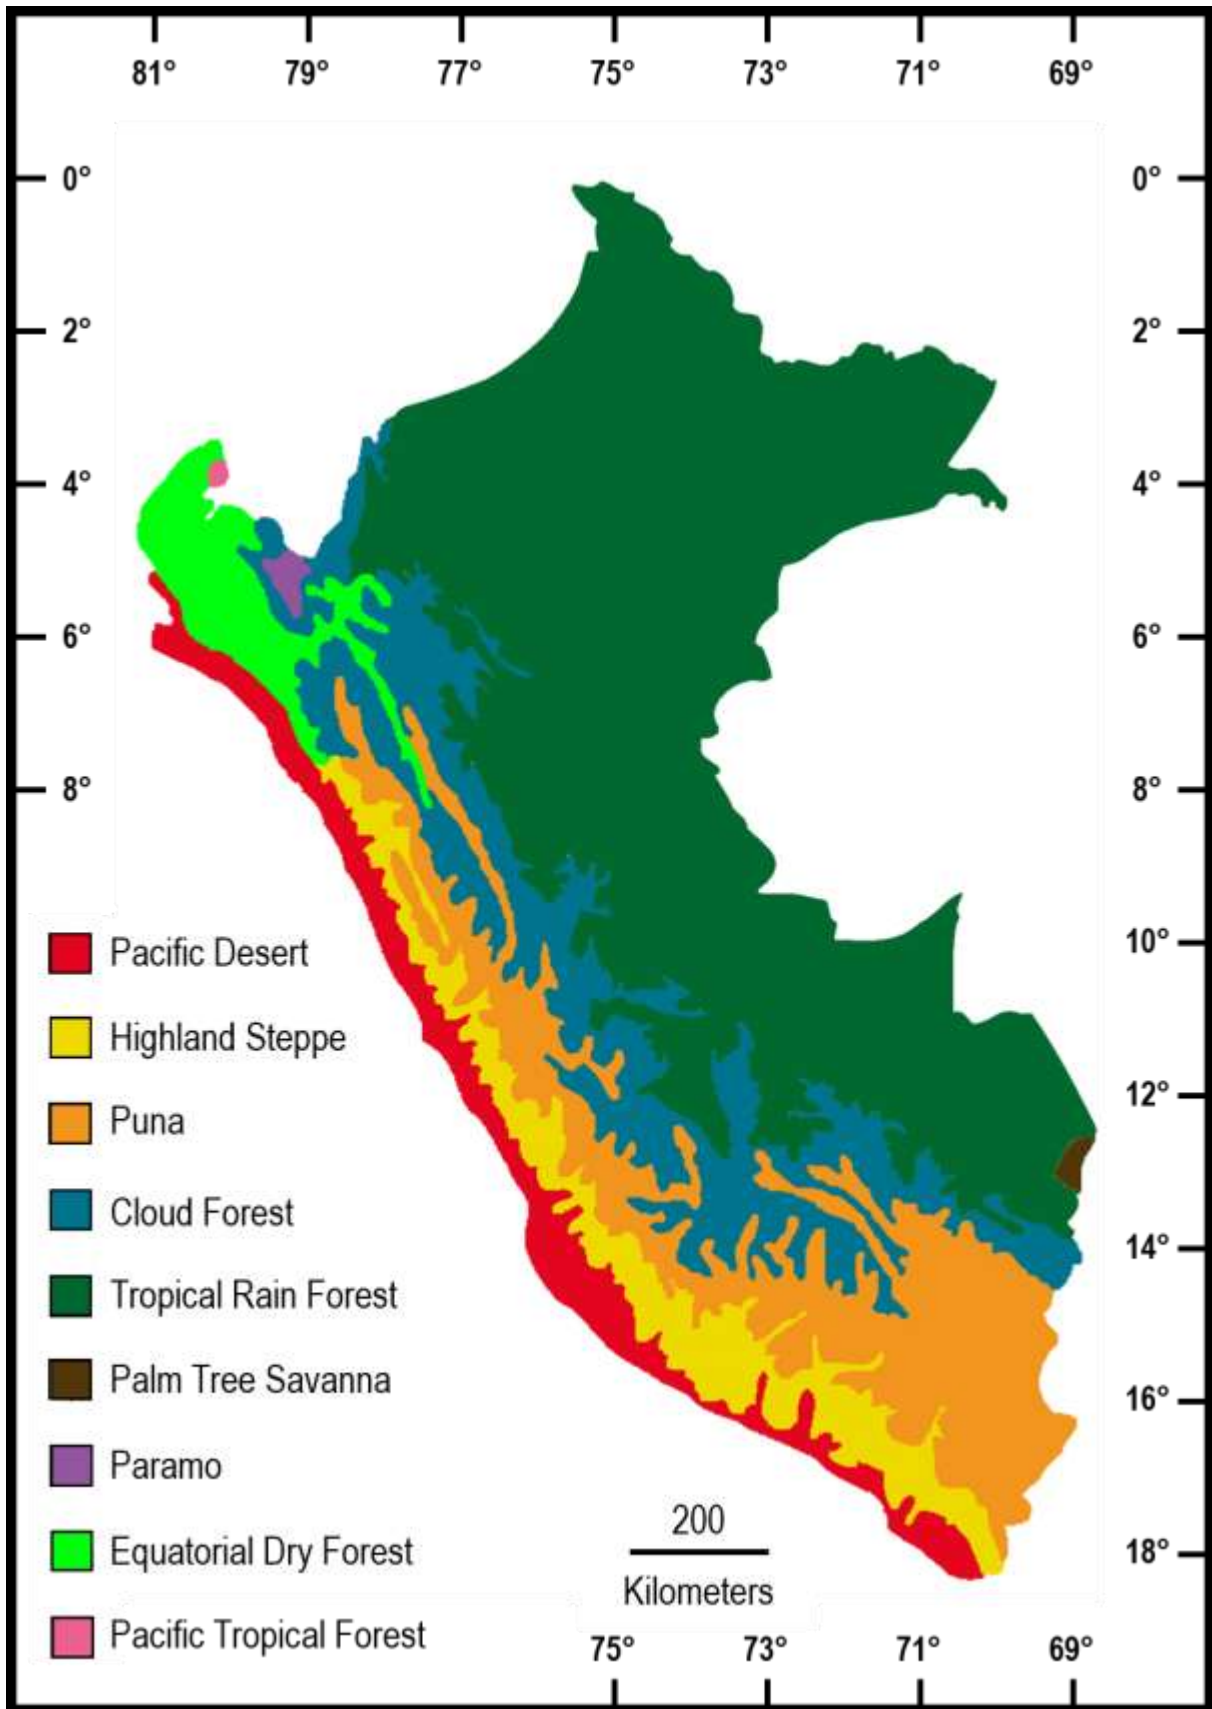 81° 79° 77° 75° 73° 71° 69°
0° 0°
2° 2°
4° 4°
6° 6°
8° 8°
10°
12°
14°
16°
18°
Pacific Desert
Highland Steppe
Puna
Cloud Forest
Tropical Rain Forest
Palm Tree Savanna
Paramo
Equatorial Dry Forest
Pacific Tropical Forest
200
Kilometers
75° 73° 71° 69°